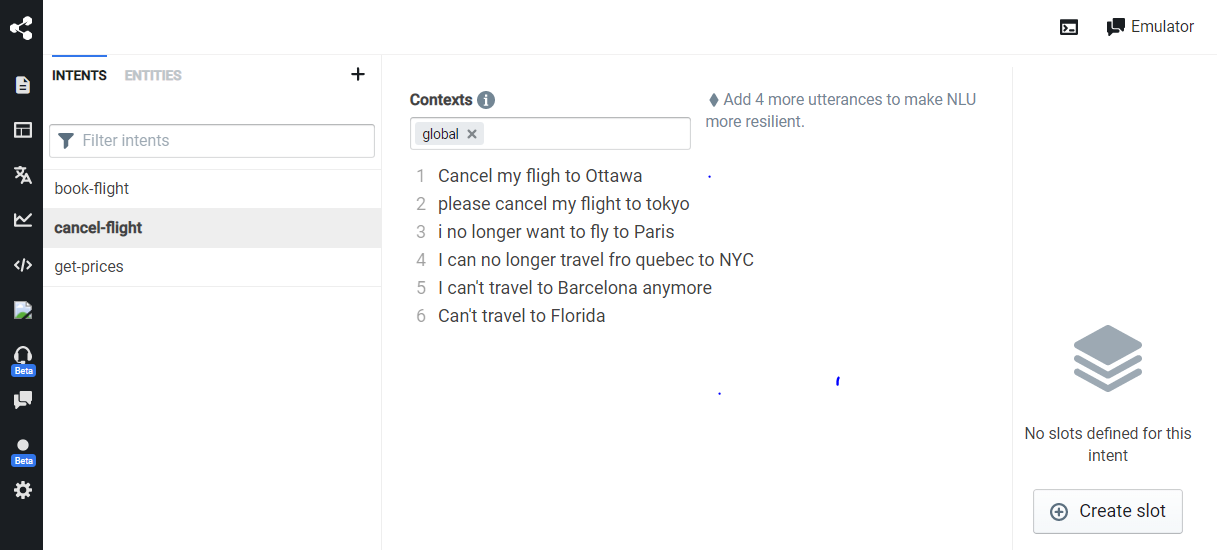 Emulator
INTENTS ENTITIES
Filter intents
book-flight
cancel-flight
get-prices
Beta
Beta
Contexts
global
Add 4 more utterances to make NLU
more resilient.
1 Cancel my fligh to Ottawa
2 please cancel my flight to tokyo
3 i no longer want to fly to Paris
4 I can no longer travel fro quebec to NYC
5 I can't travel to Barcelona anymore
6 Can't travel to Florida
No slots defined for this
intent
Create slot